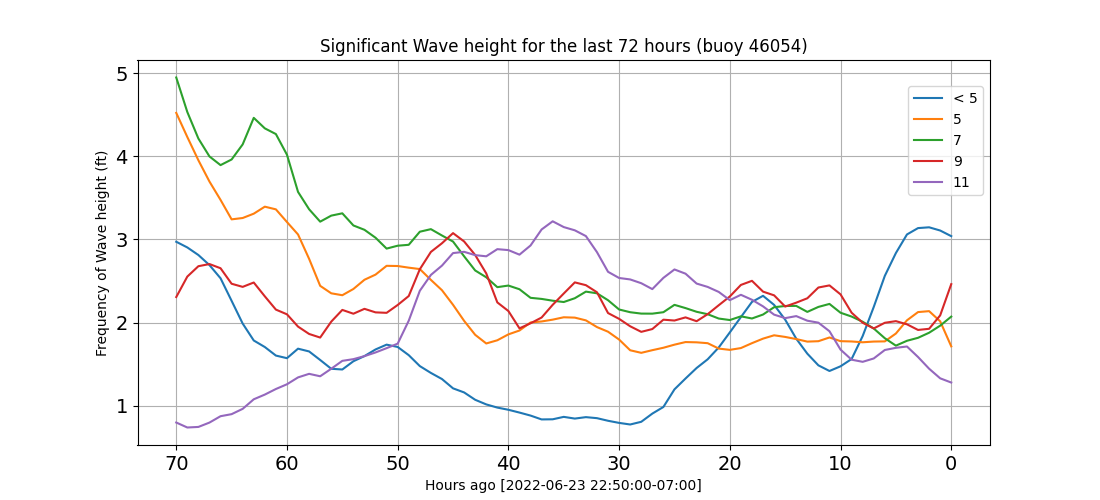 Significant Wave height for the last 72 hours (buoy 46054)
Frequency of Wave height (ft)
5
4
3
2
1
< 5
5
7
9
11
70 60 50 40 30 20 10 0
Hours ago [2022-06-23 22:50:00-07:00]